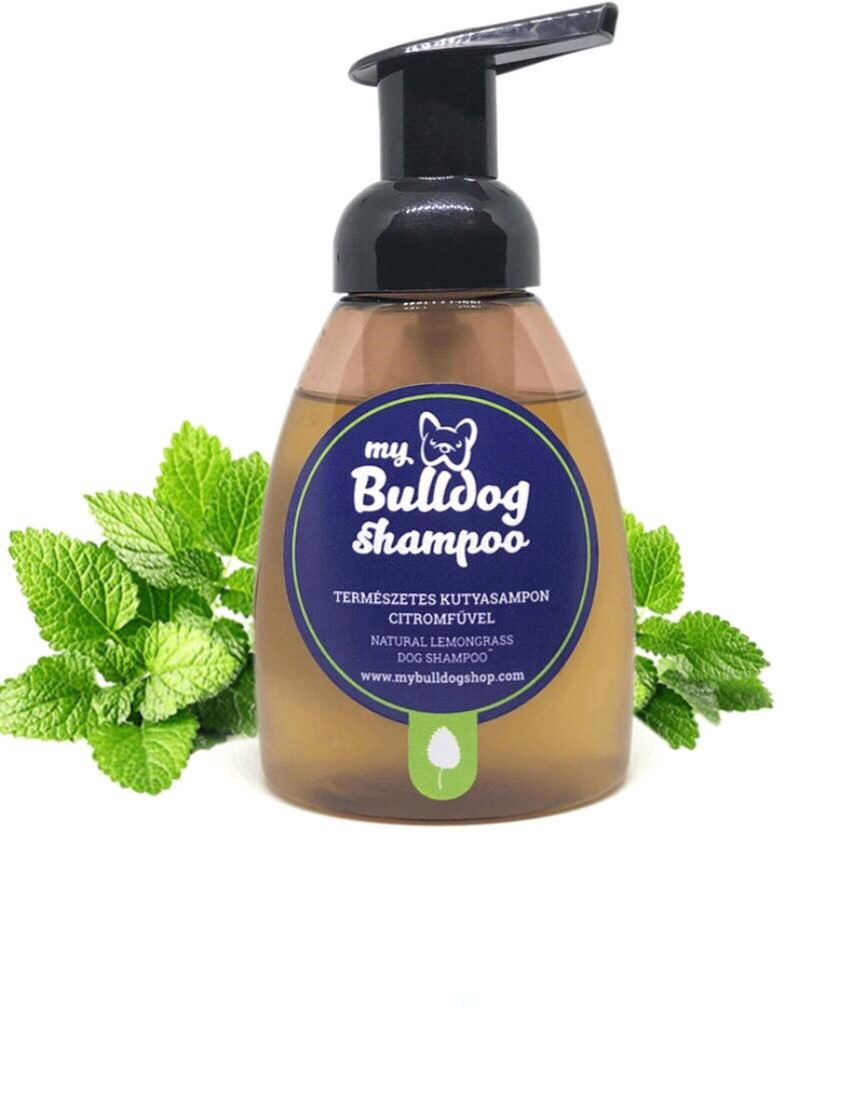 my
Bulldog
shampoo
TERMÉSZETES KUTYASAMPON
CITROMFŰVEL
NATURAL LEMONGRASS
DOG SHAMPOO
www.mybulldogshop.com